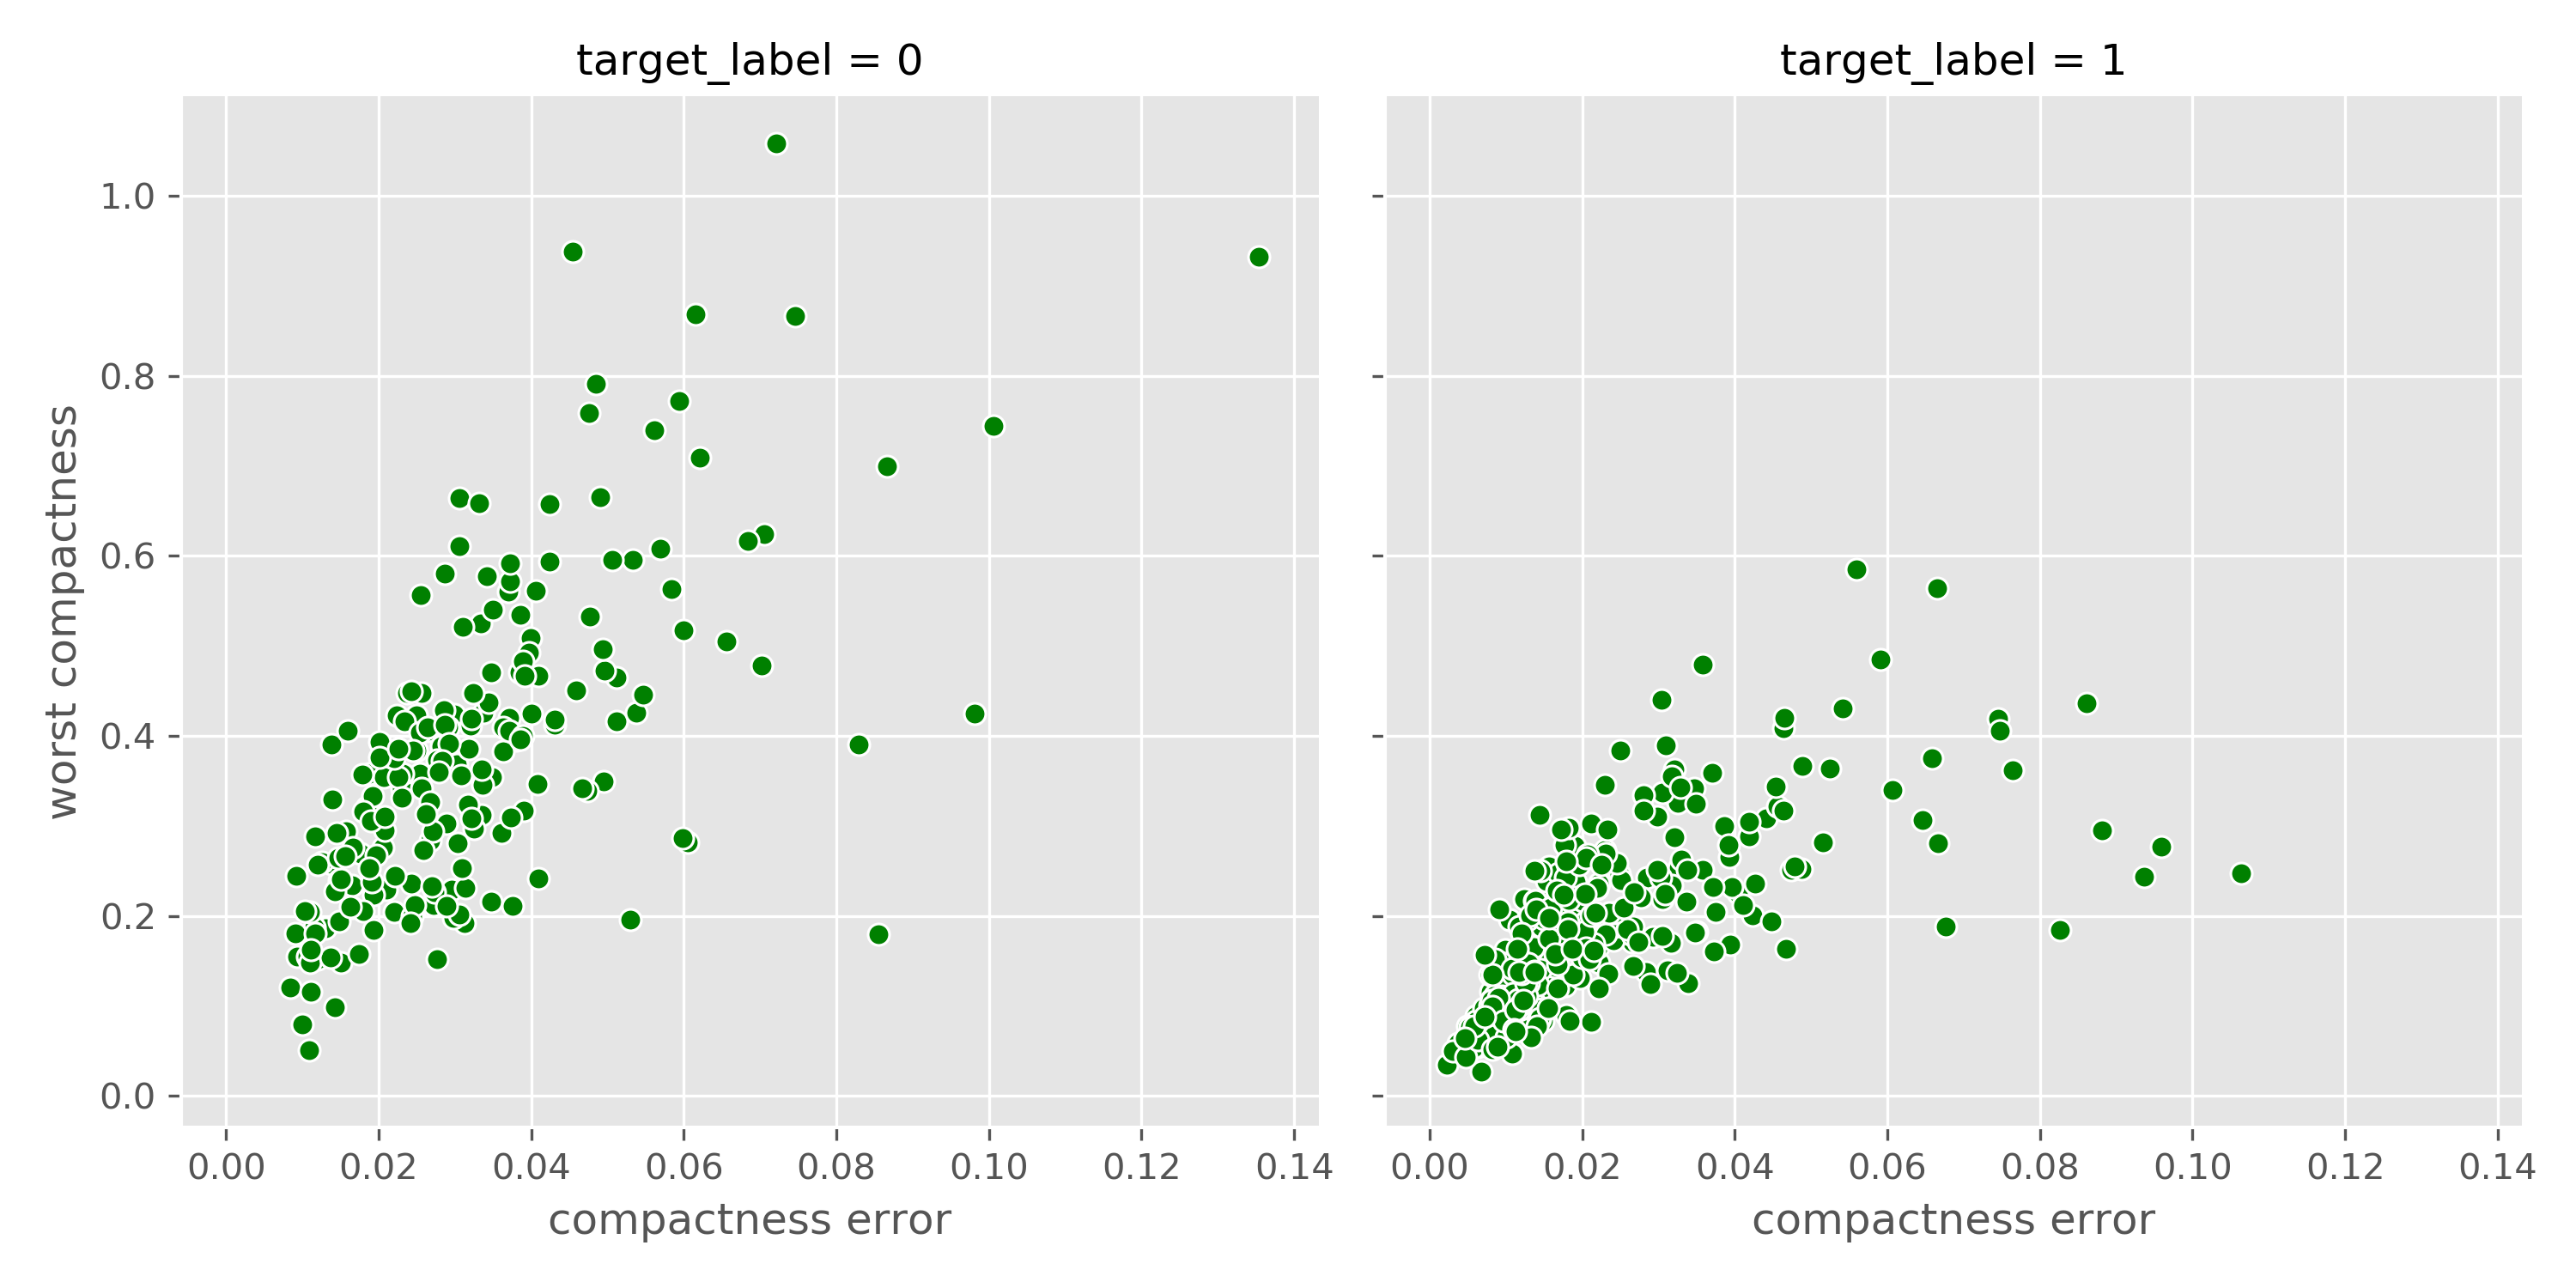 target_label = 0
target_label = 1
worst compactness
1.0
0.8
0.6
0.4
0.2
0.0
0.00 0.02 0.04 0.06 0.08 0.10 0.12 0.14
0.00 0.02 0.04 0.06 0.08 0.10 0.12 0.14
compactness error
compactness error